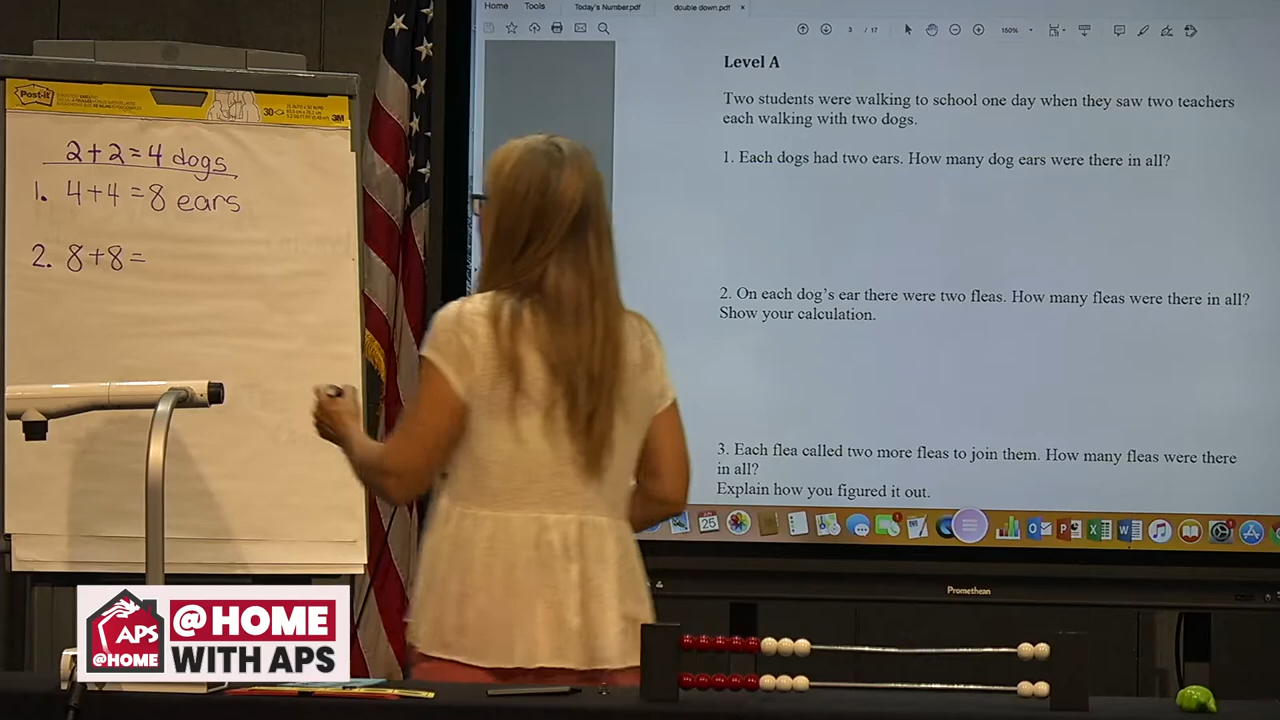 Home Tools Today's Number.pdf double down.pdf ×
3 / 17 150%
Post-it
30
3M
2+2=4 dogs
1. 4+4=8 ears
2. 8+8=
Level A
Two students were walking to school one day when they saw two teachers
each walking with two dogs.
1. Each dogs had two ears. How many dog ears were there in all?
2. On each dog's ear there were two fleas. How many fleas were there in all?
Show your calculation.
3. Each flea called two more fleas to join them. How many fleas were there
in all?
Explain how you figured it out.
25
Promethean
APS
@HOME
@HOME
WITH APS